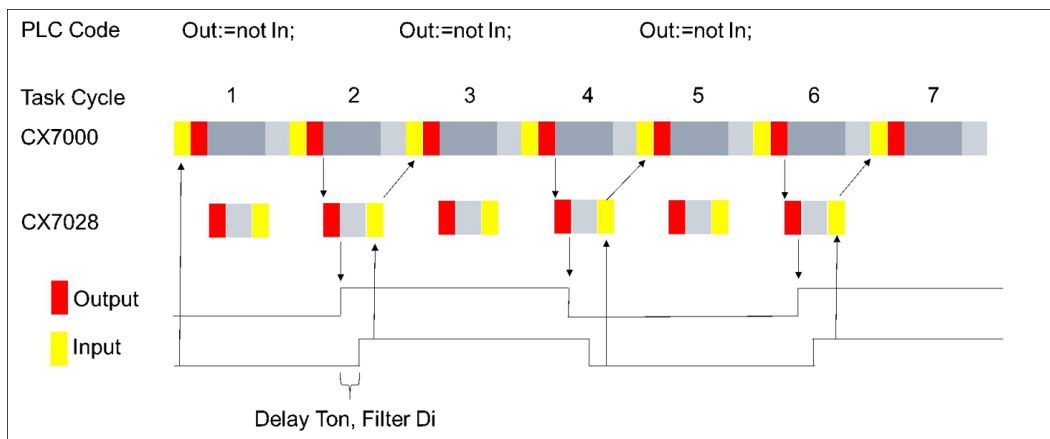 PLC Code Out:=not In; Out:=not In; Out:=not In;
Task Cycle 1 2 3 4 5 6 7
CX7000
CX7028
Output
Input
Delay Ton, Filter Di